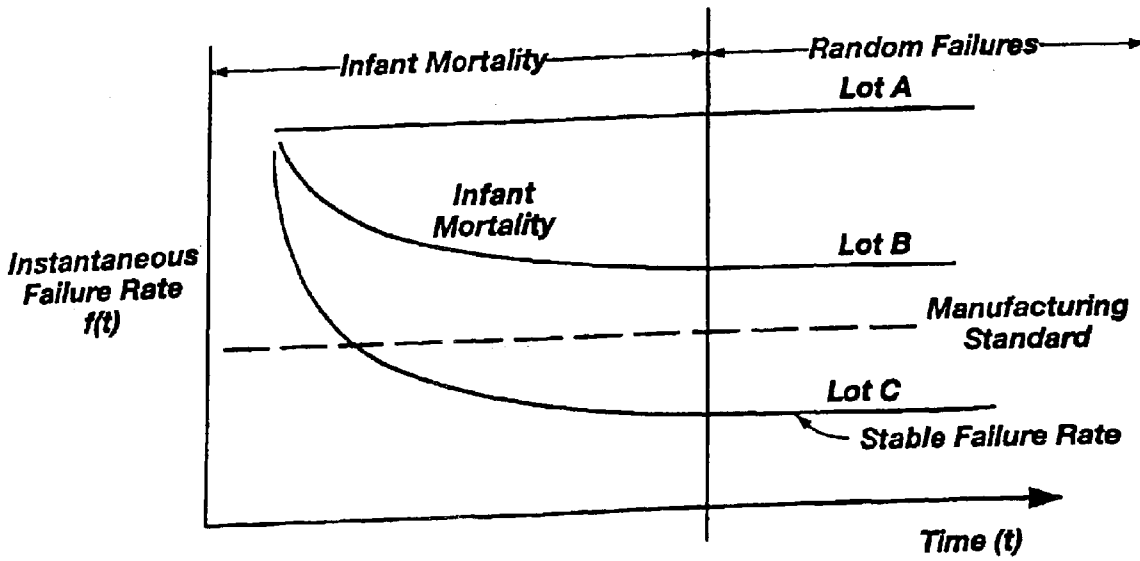 Infant Mortality
Random Failures
Lot A
Infant
Mortality
Lot B
Instantaneous
Failure Rate
f(t)
Manufacturing
Standard
Lot C
Stable Failure Rate
Time (t)